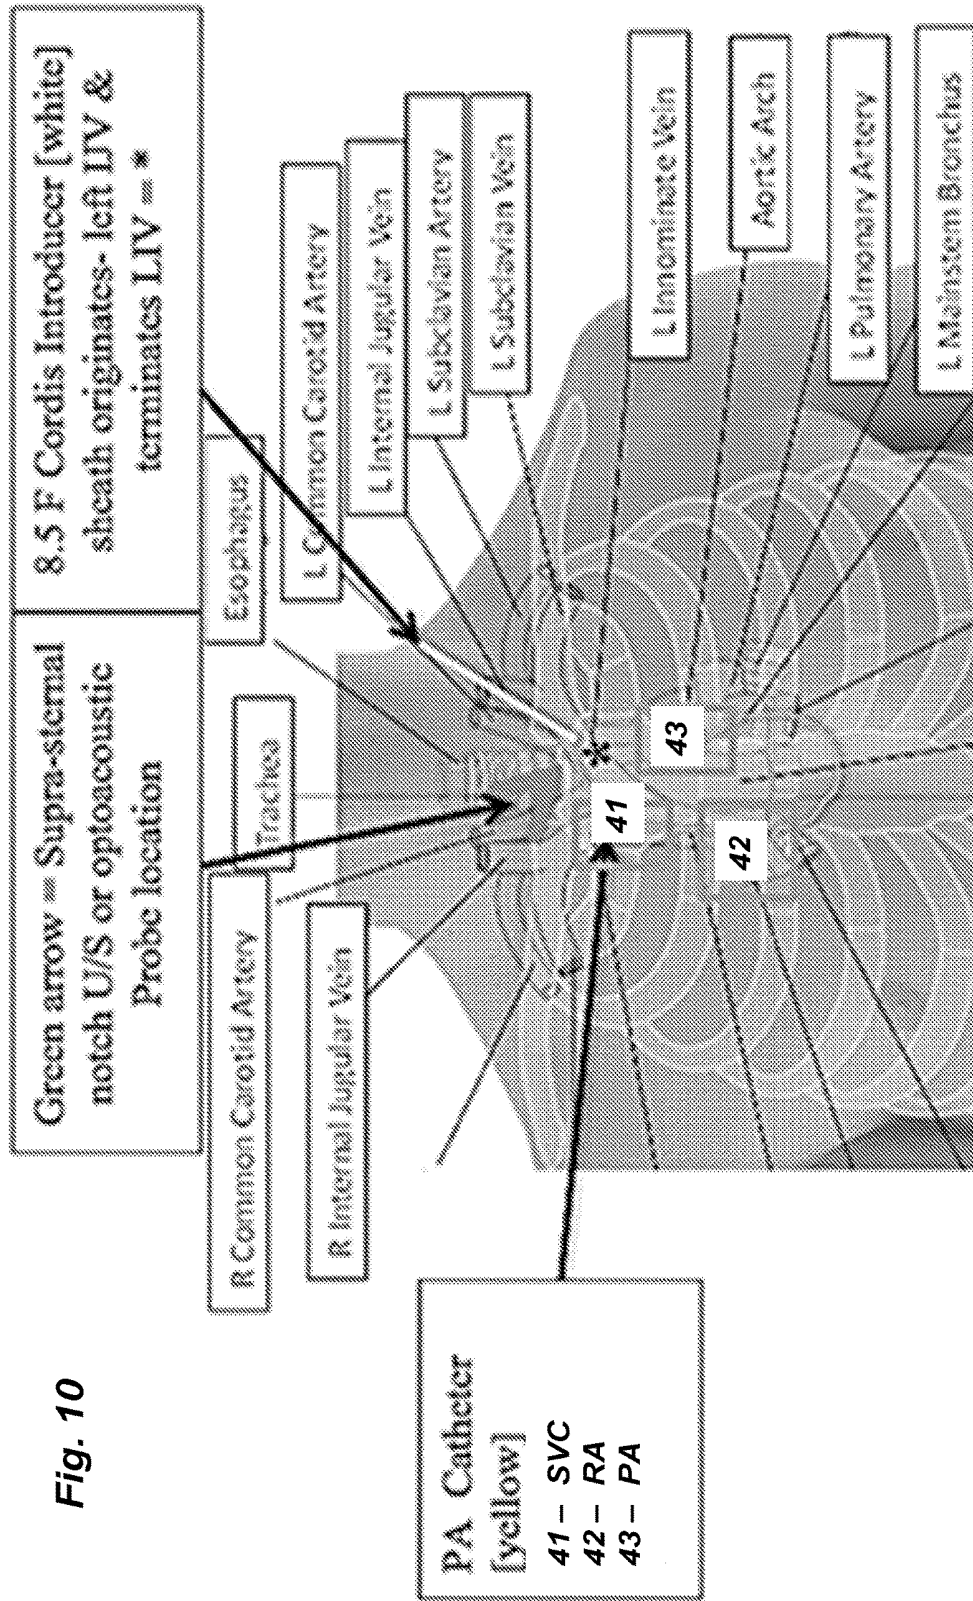 Fig. 10
Green arrow = Supra-sternal
notch U/S or optoacoustic
Probe location
8.5 F Cordis Introducer [white]
sheath originates- left IJV &
terminates LIV = *
R Common Carotid Artery
R Internal Jugular Vein
Trachea
Esophagus
L Common Carotid Artery
L Internal Jugular Vein
L Subclavian Artery
L Subclavian Vein
L Innominate Vein
Aortic Arch
L Pulmonary Artery
L Mainstem Bronchus
PA Catheter
[yellow]
41 – SVC
42 – RA
43 – PA
41
*
42
43